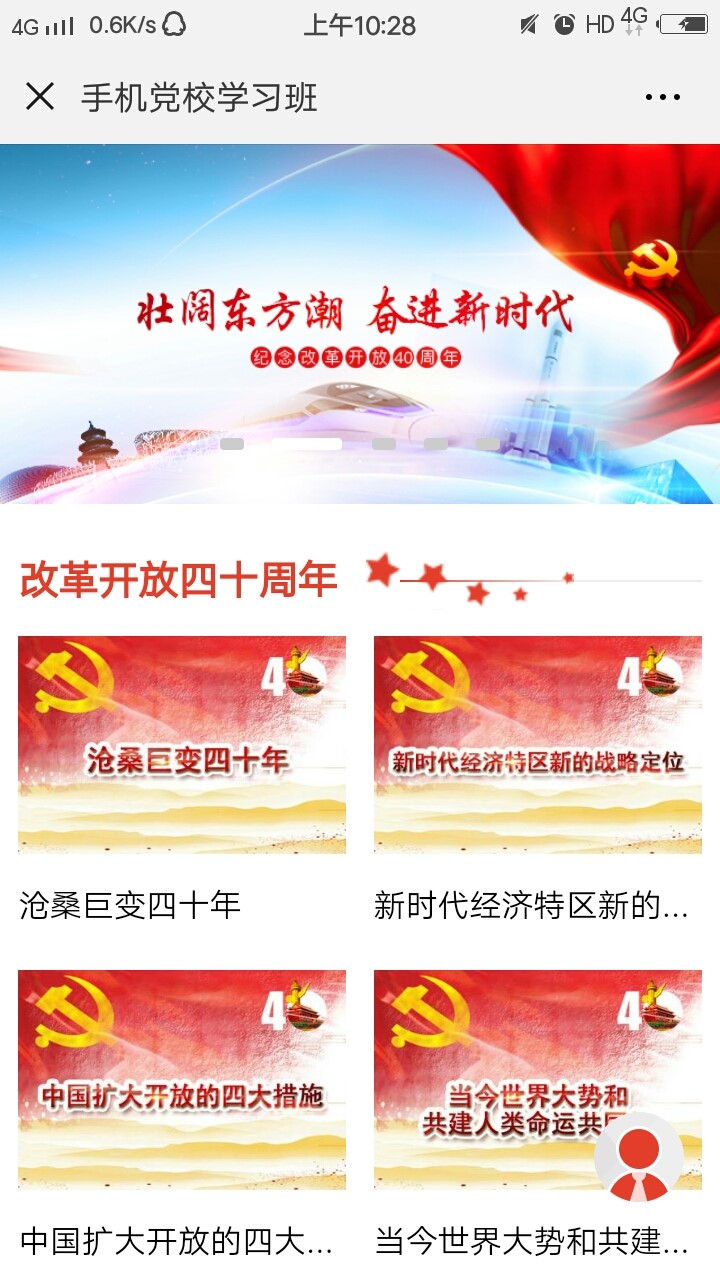 4G 0.6K/s 上午10:28 HD 4G
手机党校学习班
壮阔东方潮 奋进新时代
纪念改革开放40周年
改革开放四十周年
40
沧桑巨变四十年
40
新时代经济特区新的战略定位
沧桑巨变四十年
新时代经济特区新的...
40
中国扩大开放的四大措施
40
当今世界大势和
共建人类命运共同
中国扩大开放的四大...
当今世界大势和共建...